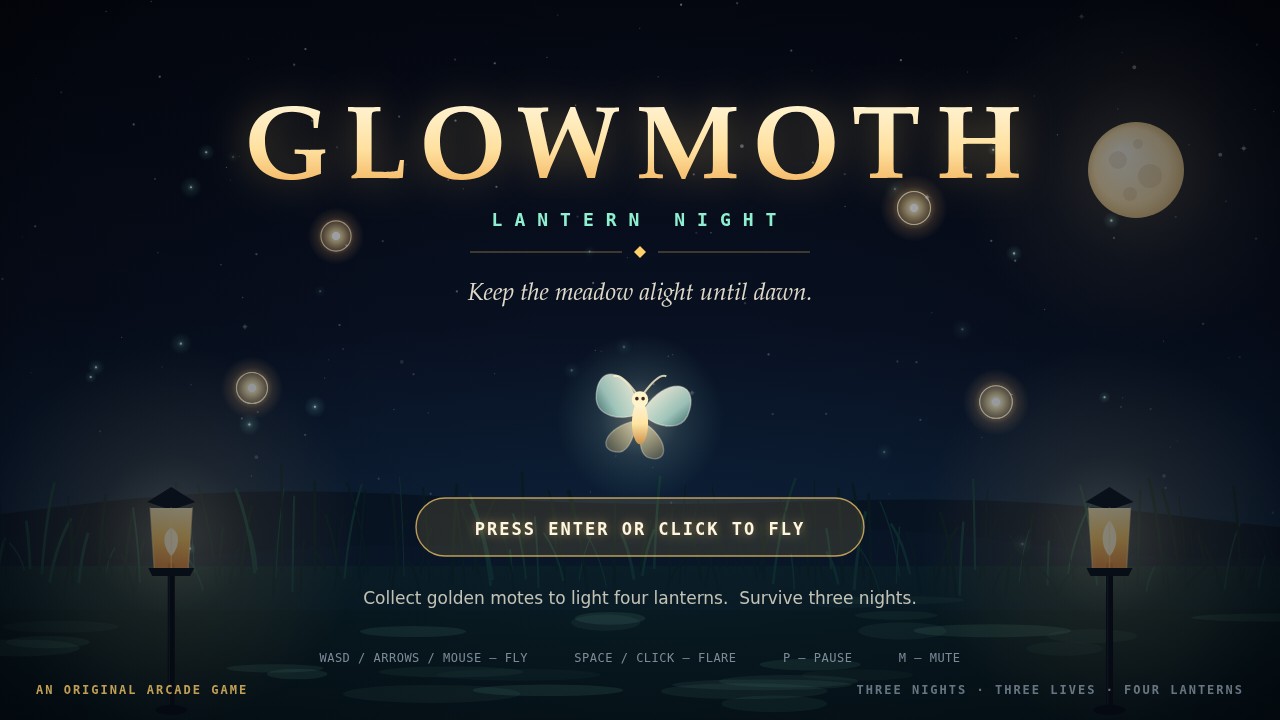 GLOWMOTH
LANTERN NIGHT
Keep the meadow alight until dawn.
PRESS ENTER OR CLICK TO FLY
Collect golden motes to light four lanterns. Survive three nights.
WASD / ARROWS / MOUSE — FLY SPACE / CLICK — FLARE P — PAUSE M — MUTE
AN ORIGINAL ARCADE GAME THREE NIGHTS · THREE LIVES · FOUR LANTERNS